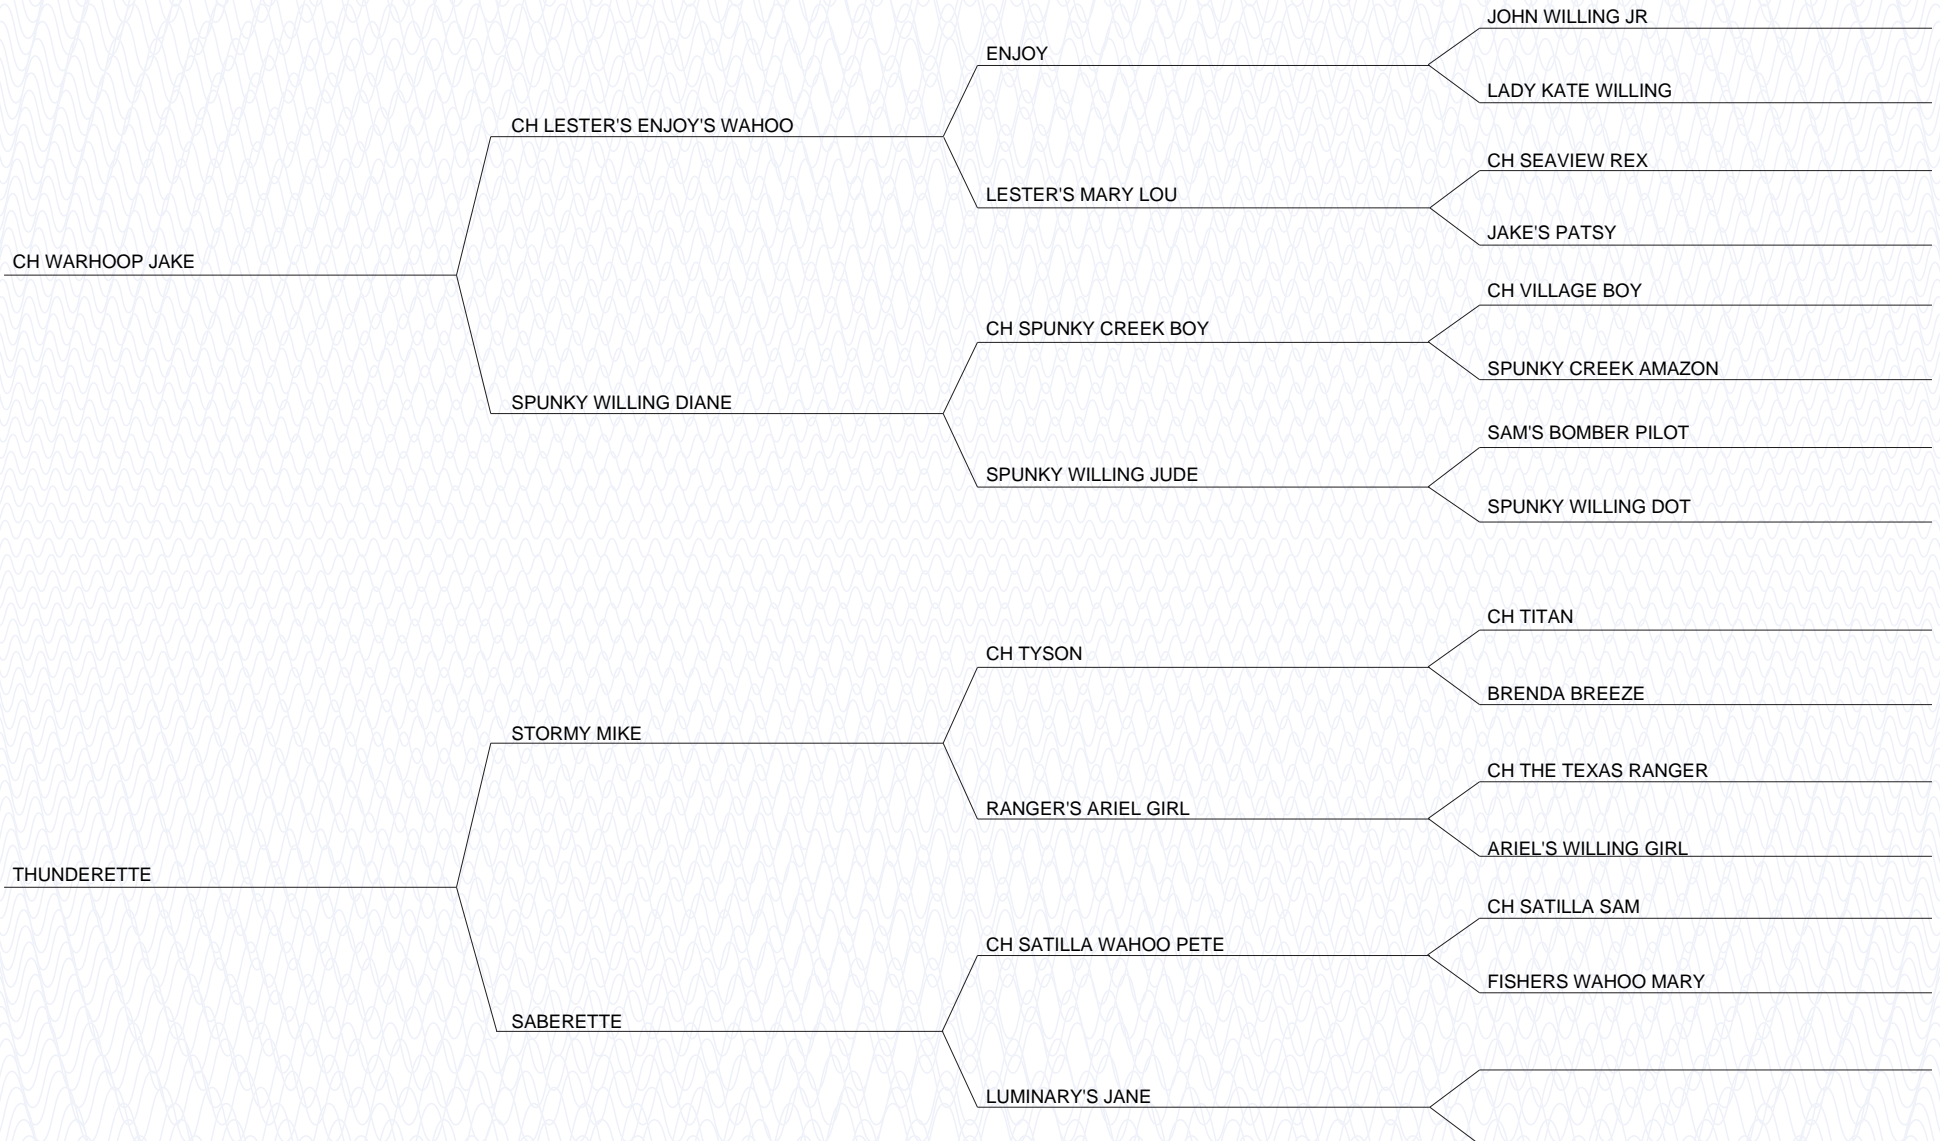 JOHN WILLING JR
ENJOY
LADY KATE WILLING
CH LESTER'S ENJOY'S WAHOO
CH SEAVIEW REX
LESTER'S MARY LOU
JAKE'S PATSY
CH WARHOOP JAKE
CH VILLAGE BOY
CH SPUNKY CREEK BOY
SPUNKY CREEK AMAZON
SPUNKY WILLING DIANE
SAM'S BOMBER PILOT
SPUNKY WILLING JUDE
SPUNKY WILLING DOT
CH TITAN
CH TYSON
BRENDA BREEZE
STORMY MIKE
CH THE TEXAS RANGER
RANGER'S ARIEL GIRL
ARIEL'S WILLING GIRL
THUNDERETTE
CH SATILLA SAM
CH SATILLA WAHOO PETE
FISHERS WAHOO MARY
SABERETTE
LUMINARY'S JANE